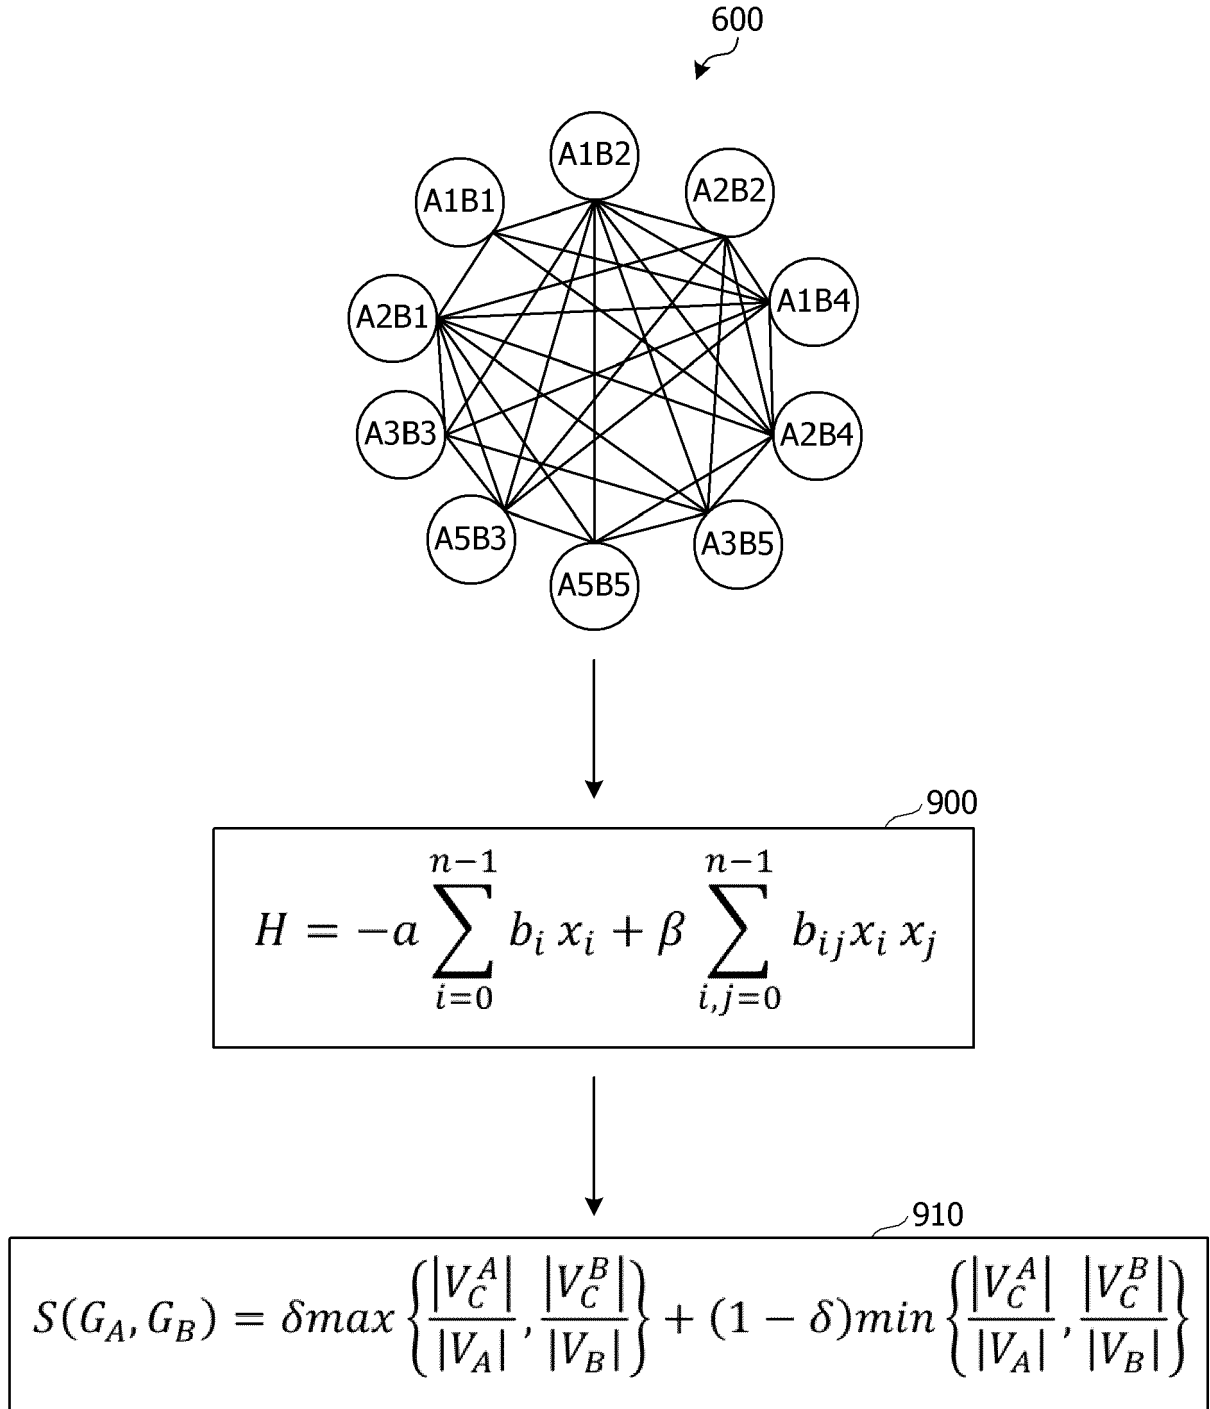 600
A1B2
A1B1
A2B2
A2B1
A1B4
A3B3
A2B4
A5B3
A3B5
A5B5
900
H = −a ∑_{i=0}^{n−1} b_i x_i + β ∑_{i,j=0}^{n−1} b_{ij} x_i x_j
910
S(G_A, G_B) = δmax {|V_C^A|/|V_A|, |V_C^B|/|V_B|} + (1 − δ)min {|V_C^A|/|V_A|, |V_C^B|/|V_B|}